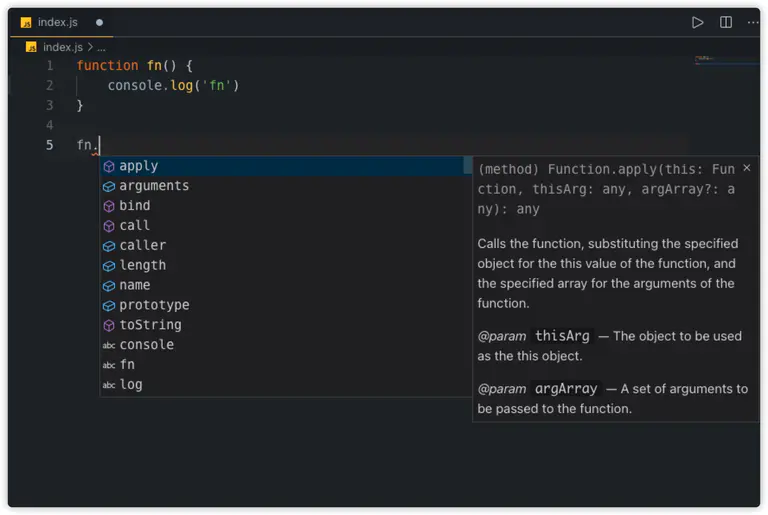 JS index.js ●
JS index.js > ...
1 function fn() {
2 console.log('fn')
3 }
4
5 fn.
apply
arguments
bind
call
caller
length
name
prototype
toString
abc console
abc fn
abc log
(method) Function.apply(this: Fun
ction, thisArg: any, argArray?: a
ny): any
Calls the function, substituting the specified
object for the this value of the function, and
the specified array for the arguments of the
function.
@param thisArg — The object to be used
as the this object.
@param argArray — A set of arguments to
be passed to the function.